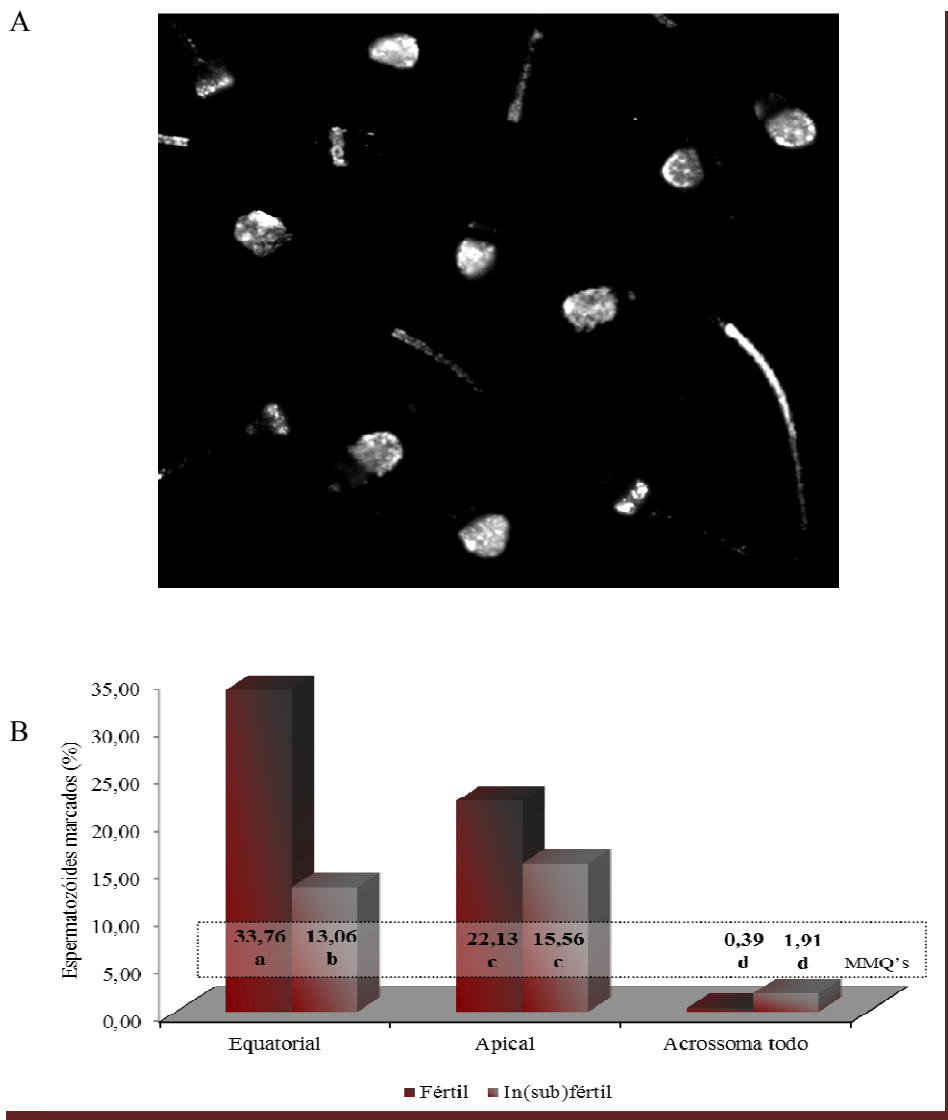 A
B
Espermatozóides marcados (%)
35,00
30,00
25,00
20,00
15,00
10,00
5,00
0,00
33,76 13,06 22,13 15,56 0,39 1,91
a b c c d d MMQ's
Equatorial Apical Acrossoma todo
Fértil In(sub)fértil